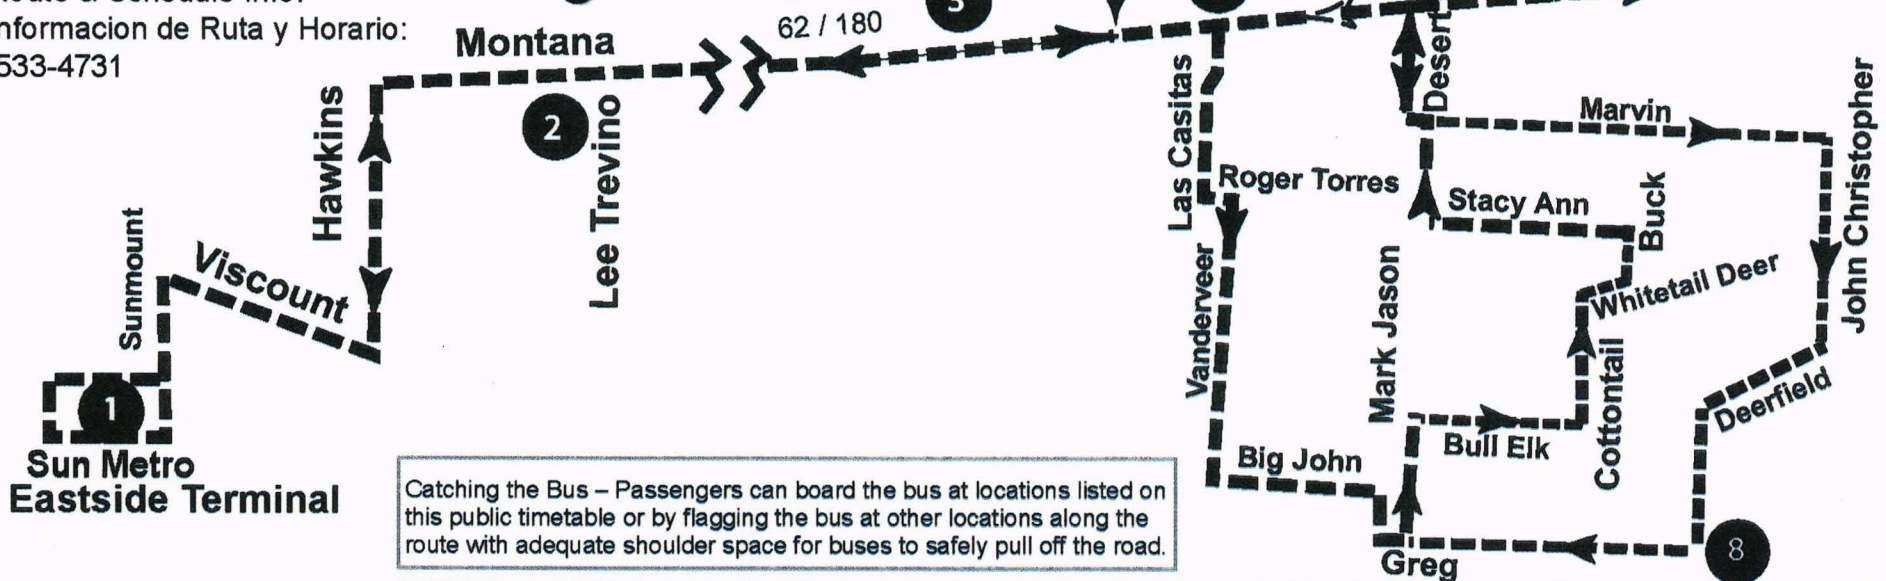 nformacion de Ruta y Horario:
533-4731
Montana
62 / 180
5
2
Hawkins
Lee Trevino
Sunmount
Viscount
1
Sun Metro
Eastside Terminal
Las Casitas
Desert
Marvin
John Christopher
Roger Torres
Stacy Ann
Buck
Vanderveer
Mark Jason
Whitetail Deer
Cottontail
Deerfield
Bull Elk
Big John
Greg
8
Catching the Bus – Passengers can board the bus at locations listed on
this public timetable or by flagging the bus at other locations along the
route with adequate shoulder space for buses to safely pull off the road.